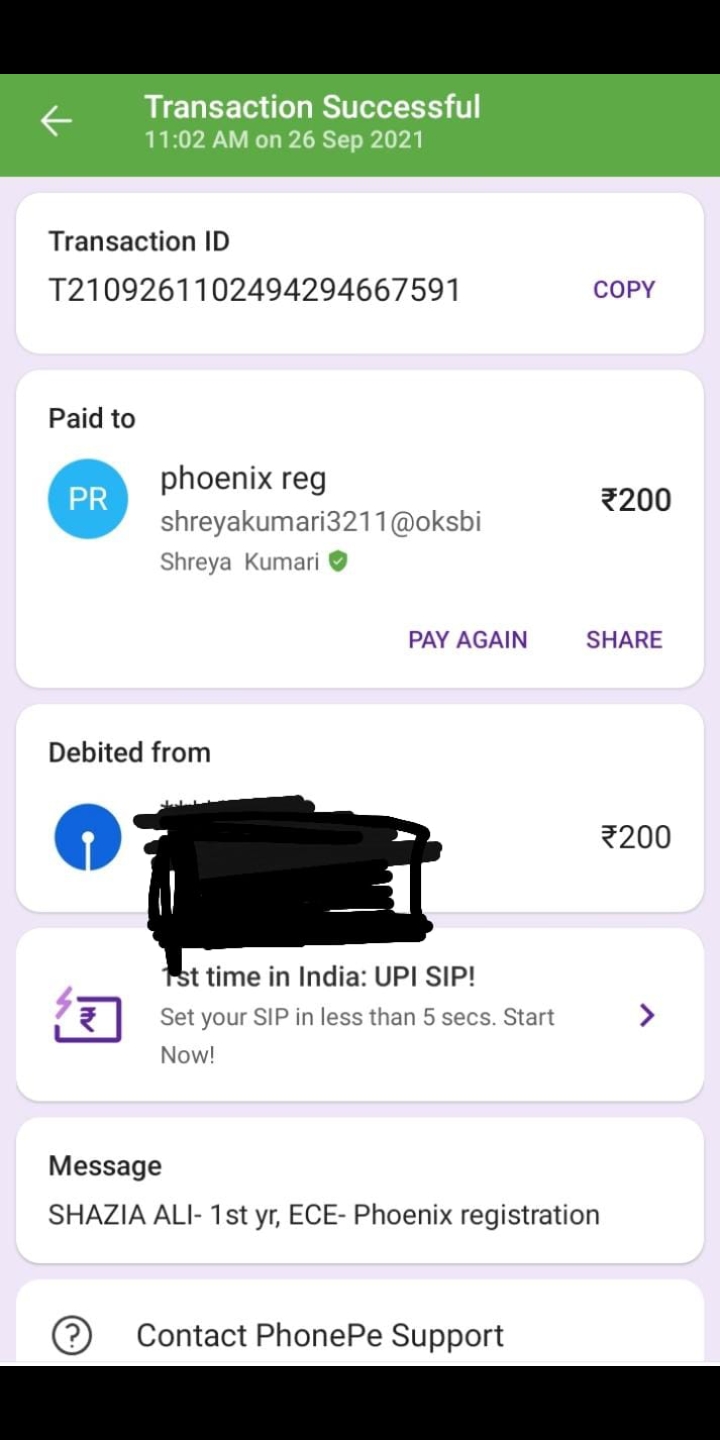 Transaction Successful
11:02 AM on 26 Sep 2021
Transaction ID
T2109261102494294667591
COPY
Paid to
PR
phoenix reg
₹200
shreyakumari3211@oksbi
Shreya Kumari
PAY AGAIN
SHARE
Debited from
₹200
1st time in India: UPI SIP!
Set your SIP in less than 5 secs. Start
Now!
Message
SHAZIA ALI- 1st yr, ECE- Phoenix registration
Contact PhonePe Support